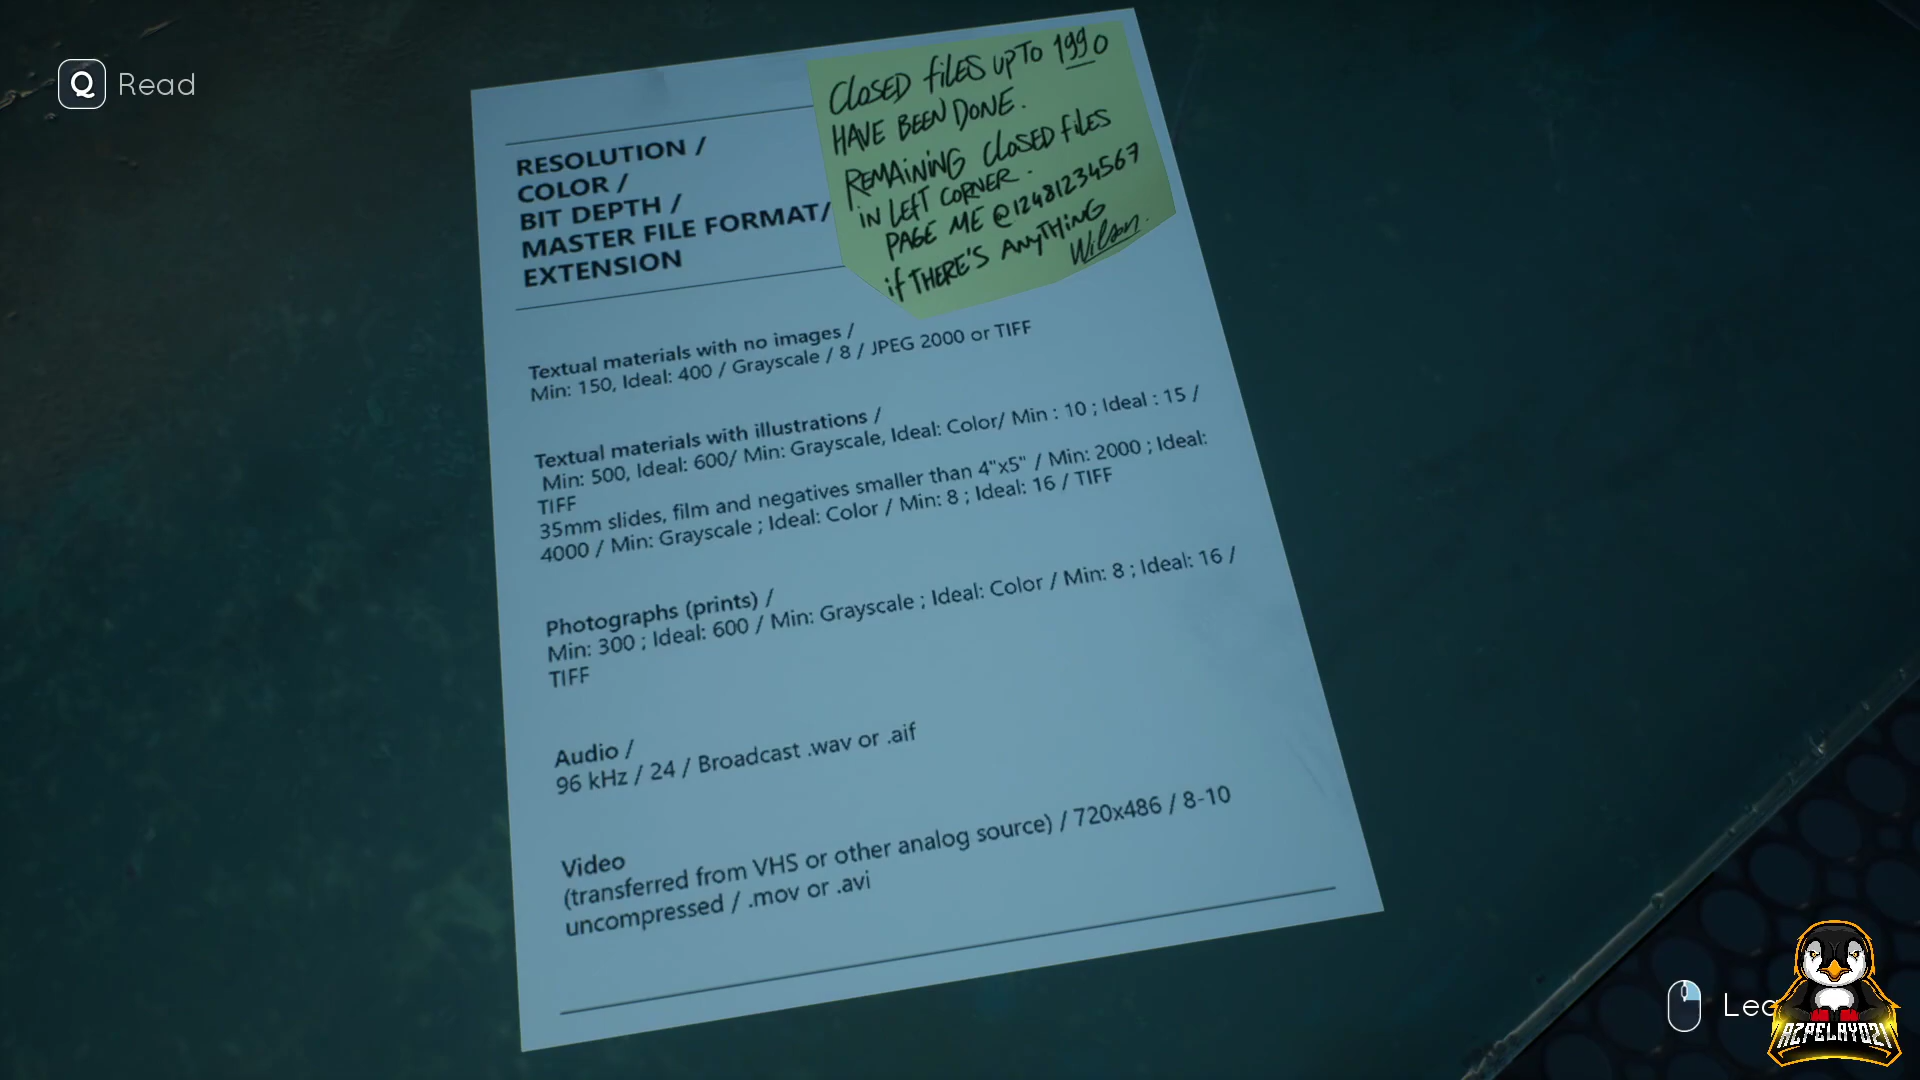 Q Read
CLOSED FILES UP TO 1990
HAVE BEEN DONE.
REMAINING CLOSED FILES
IN LEFT CORNER.
PAGE ME @12481234567
if THERE'S ANYTHING
Wilson.
RESOLUTION /
COLOR /
BIT DEPTH /
MASTER FILE FORMAT/
EXTENSION
Textual materials with no images /
Min: 150, Ideal: 400 / Grayscale / 8 / JPEG 2000 or TIFF
Textual materials with illustrations /
Min: 500, Ideal: 600/ Min: Grayscale, Ideal: Color/ Min : 10 ; Ideal : 15 /
TIFF
35mm slides, film and negatives smaller than 4"x5" / Min: 2000 ; Ideal:
4000 / Min: Grayscale ; Ideal: Color / Min: 8 ; Ideal: 16 / TIFF
Photographs (prints) /
Min: 300 ; Ideal: 600 / Min: Grayscale ; Ideal: Color / Min: 8 ; Ideal: 16 /
TIFF
Audio /
96 kHz / 24 / Broadcast .wav or .aif
Video
(transferred from VHS or other analog source) / 720x486 / 8-10
uncompressed / .mov or .avi
AZPELAYO21